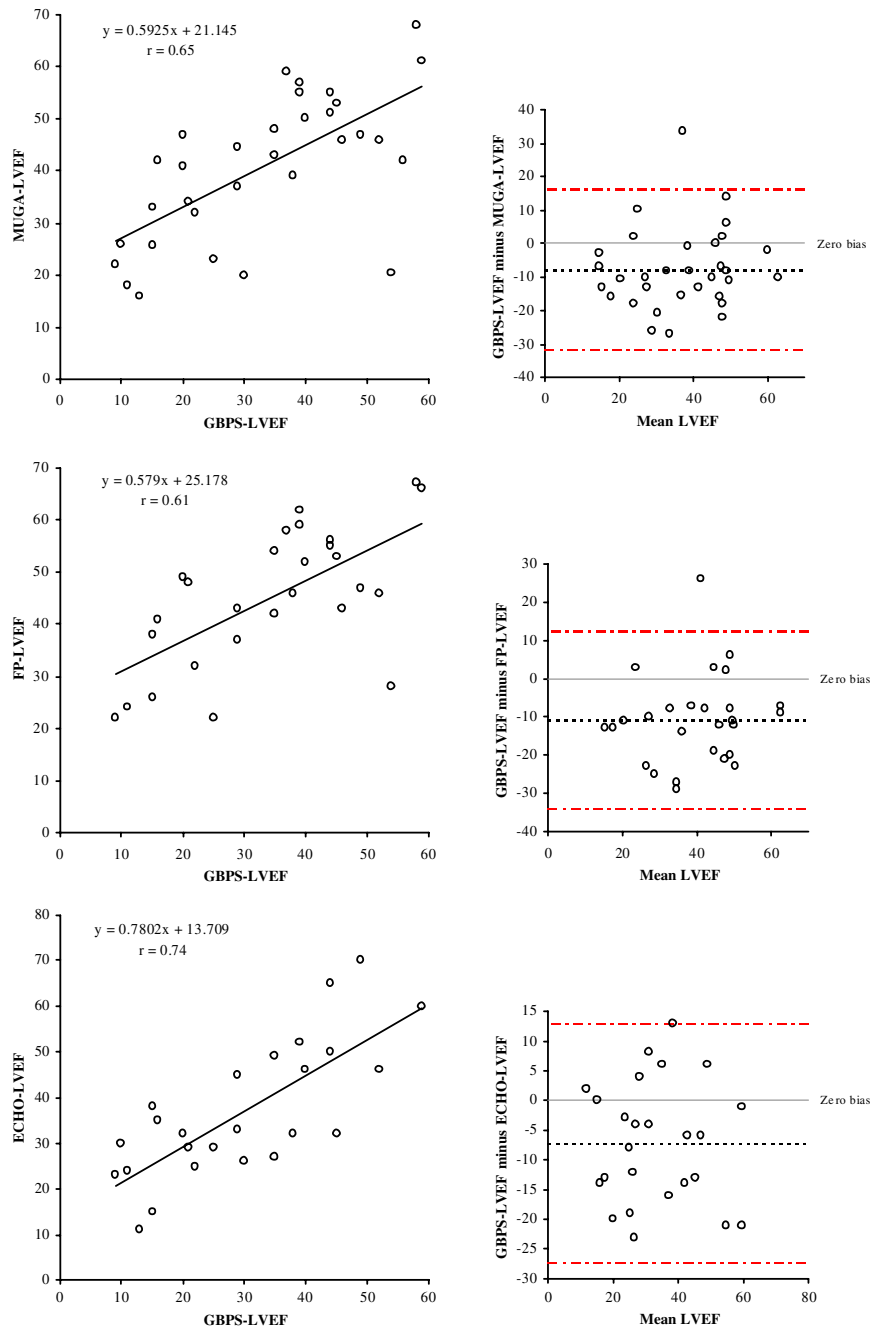 y = 0.5925x + 21.145
r = 0.65
70
60
50
40
30
20
10
0
MUGA-LVEF
0 10 20 30 40 50 60
GBPS-LVEF
40
30
20
10
0
-10
-20
-30
-40
GBPS-LVEF minus MUGA-LVEF
Zero bias
0 20 40 60
Mean LVEF
y = 0.579x + 25.178
r = 0.61
70
60
50
40
30
20
10
0
FP-LVEF
0 10 20 30 40 50 60
GBPS-LVEF
30
20
10
0
-10
-20
-30
-40
GBPS-LVEF minus FP-LVEF
Zero bias
0 20 40 60
Mean LVEF
y = 0.7802x + 13.709
r = 0.74
80
70
60
50
40
30
20
10
0
ECHO-LVEF
0 10 20 30 40 50 60
GBPS-LVEF
15
10
5
0
-5
-10
-15
-20
-25
-30
GBPS-LVEF minus ECHO-LVEF
Zero bias
0 20 40 60 80
Mean LVEF